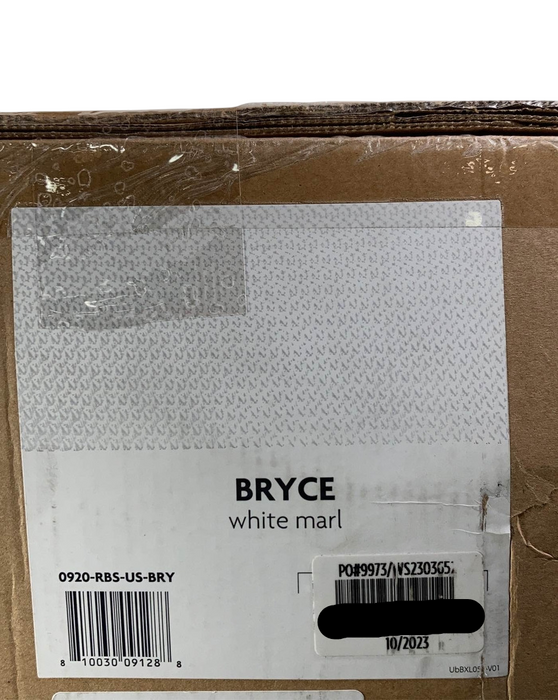 BRYCE
white marl
0920-RBS-US-BRY
8 10030 09128 8
10/2023